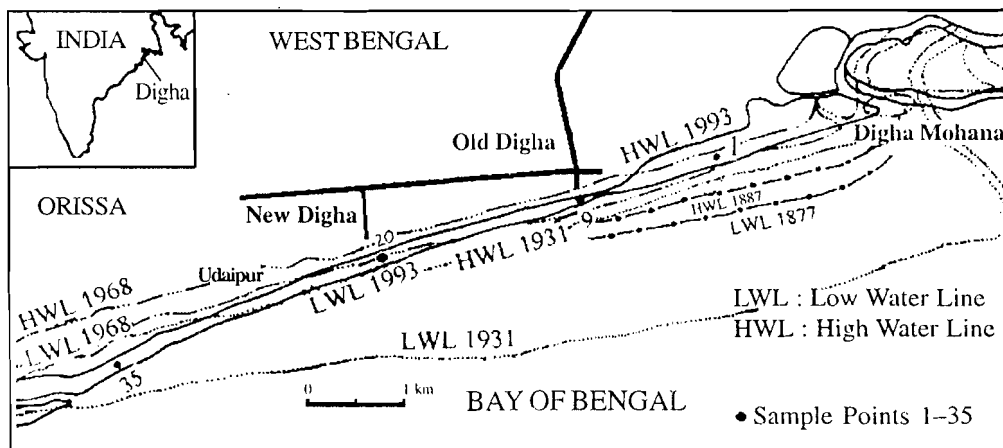 INDIA
Digha
WEST BENGAL
Old Digha
HWL 1993
1
Digha Mohana
ORISSA
New Digha
9
HWL 1887
LWL 1877
20
HWL 1931
Udaipur
LWL 1993
HWL 1968
LWL 1968
LWL : Low Water Line
HWL : High Water Line
LWL 1931
35
0 1 km
BAY OF BENGAL
• Sample Points 1–35